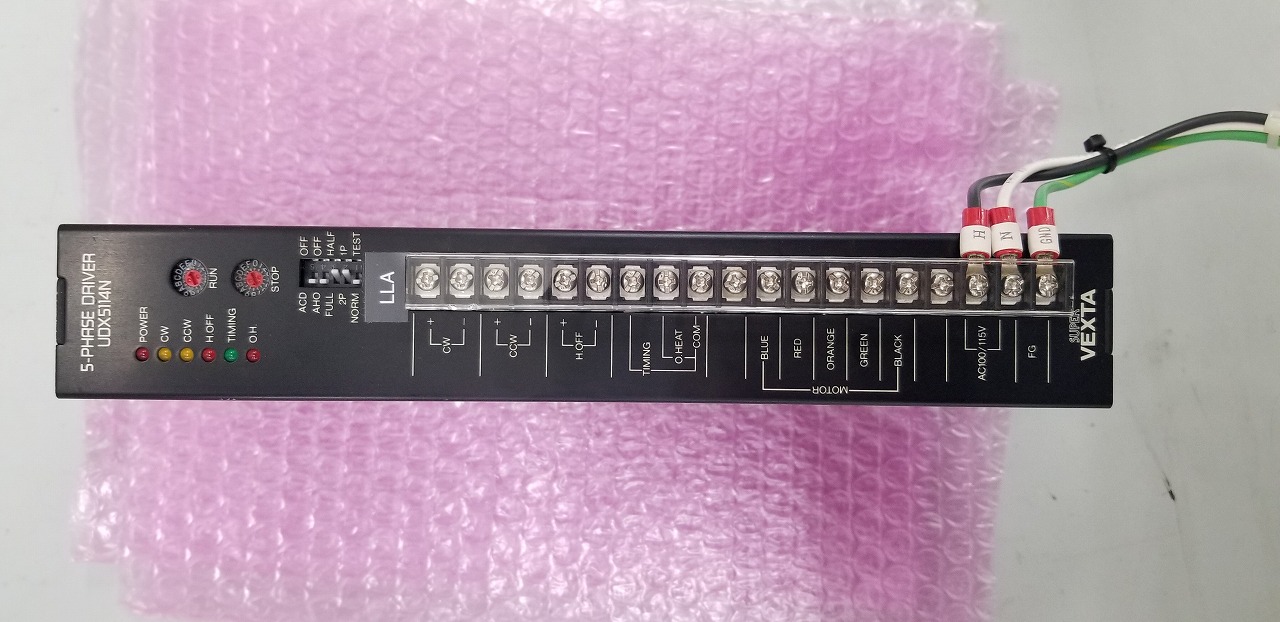 5-PHASE DRIVER
UDX5114N
POWER
CW
CCW
H.OFF
TIMING
O.H.
RUN
STOP
ACD OFF
AHO OFF
FULL HALF
2P 1P
NORM TEST
LLA
+ CW -
+ CCW -
+ H.OFF -
TIMING
O.HEAT
COM-
BLUE
RED
ORANGE
GREEN
BLACK
MOTOR
AC100/115V
FG
H
N
GND
SUPER
VEXTA